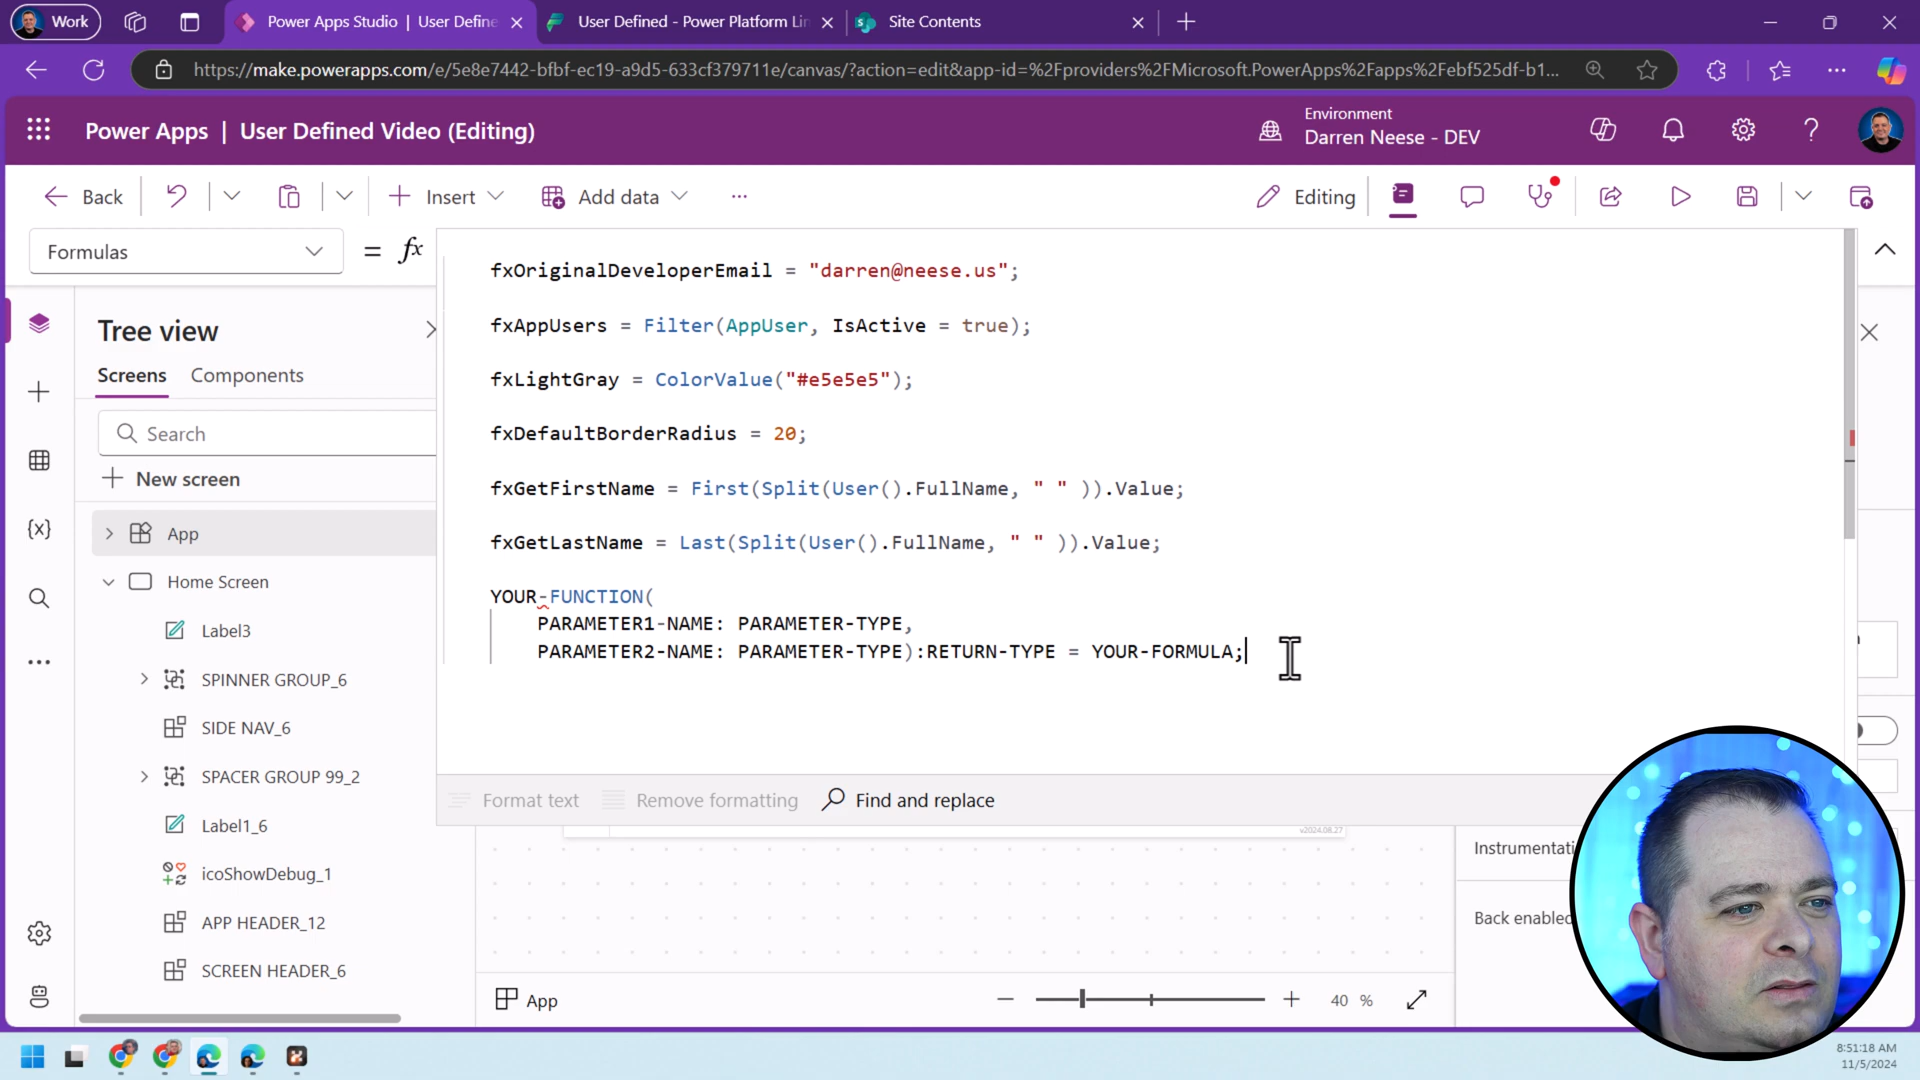 Work
Power Apps Studio | User Define
User Defined - Power Platform Lin
Site Contents
https://make.powerapps.com/e/5e8e7442-bfbf-ec19-a9d5-633cf379711e/canvas/?action=edit&app-id=%2Fproviders%2FMicrosoft.PowerApps%2Fapps%2Febf525df-b1...
Power Apps | User Defined Video (Editing)
Environment
Darren Neese - DEV
Back
Insert
Add data
Editing
Formulas
= fx
fxOriginalDeveloperEmail = "darren@neese.us";
fxAppUsers = Filter(AppUser, IsActive = true);
fxLightGray = ColorValue("#e5e5e5");
fxDefaultBorderRadius = 20;
fxGetFirstName = First(Split(User().FullName, " " )).Value;
fxGetLastName = Last(Split(User().FullName, " " )).Value;
YOUR-FUNCTION(
PARAMETER1-NAME: PARAMETER-TYPE,
PARAMETER2-NAME: PARAMETER-TYPE):RETURN-TYPE = YOUR-FORMULA;
Tree view
Screens
Components
Search
New screen
App
Home Screen
Label3
SPINNER GROUP_6
SIDE NAV_6
SPACER GROUP 99_2
Label1_6
icoShowDebug_1
APP HEADER_12
SCREEN HEADER_6
Format text
Remove formatting
Find and replace
v2024.08.27
Instrumentati
Back enabled
App
40 %
8:51:18 AM
11/5/2024